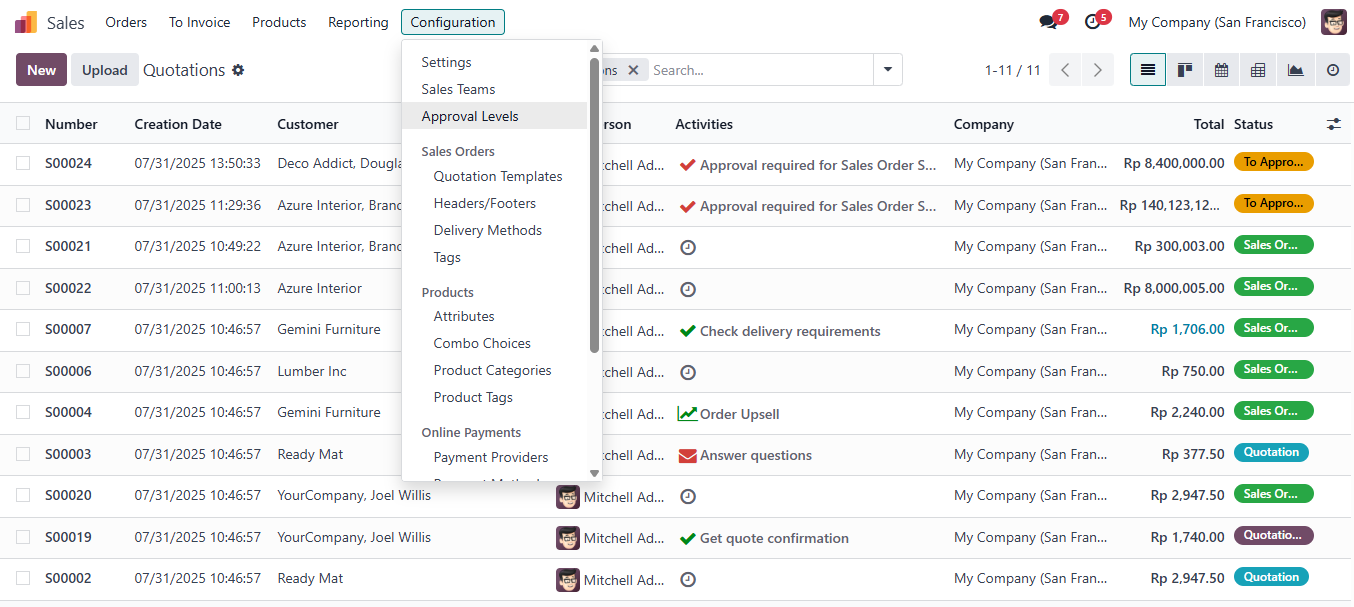 Sales Orders To Invoice Products Reporting Configuration 7 5 My Company (San Francisco)
New Upload Quotations ons Search... 1-11 / 11
Settings
Sales Teams
Approval Levels
Sales Orders
Quotation Templates
Headers/Footers
Delivery Methods
Tags
Products
Attributes
Combo Choices
Product Categories
Product Tags
Online Payments
Payment Providers
Number Creation Date Customer erson Activities Company Total Status
S00024 07/31/2025 13:50:33 Deco Addict, Dougla tchell Ad... Approval required for Sales Order S... My Company (San Fran... Rp 8,400,000.00 To Appro...
S00023 07/31/2025 11:29:36 Azure Interior, Branc tchell Ad... Approval required for Sales Order S... My Company (San Fran... Rp 140,123,12... To Appro...
S00021 07/31/2025 10:49:22 Azure Interior, Branc tchell Ad... My Company (San Fran... Rp 300,003.00 Sales Or...
S00022 07/31/2025 11:00:13 Azure Interior tchell Ad... My Company (San Fran... Rp 8,000,005.00 Sales Or...
S00007 07/31/2025 10:46:57 Gemini Furniture tchell Ad... Check delivery requirements My Company (San Fran... Rp 1,706.00 Sales Or...
S00006 07/31/2025 10:46:57 Lumber Inc tchell Ad... My Company (San Fran... Rp 750.00 Sales Or...
S00004 07/31/2025 10:46:57 Gemini Furniture tchell Ad... Order Upsell My Company (San Fran... Rp 2,240.00 Sales Or...
S00003 07/31/2025 10:46:57 Ready Mat tchell Ad... Answer questions My Company (San Fran... Rp 377.50 Quotation
S00020 07/31/2025 10:46:57 YourCompany, Joel Willis Mitchell Ad... My Company (San Fran... Rp 2,947.50 Sales Or...
S00019 07/31/2025 10:46:57 YourCompany, Joel Willis Mitchell Ad... Get quote confirmation My Company (San Fran... Rp 1,740.00 Quotatio...
S00002 07/31/2025 10:46:57 Ready Mat Mitchell Ad... My Company (San Fran... Rp 2,947.50 Quotation